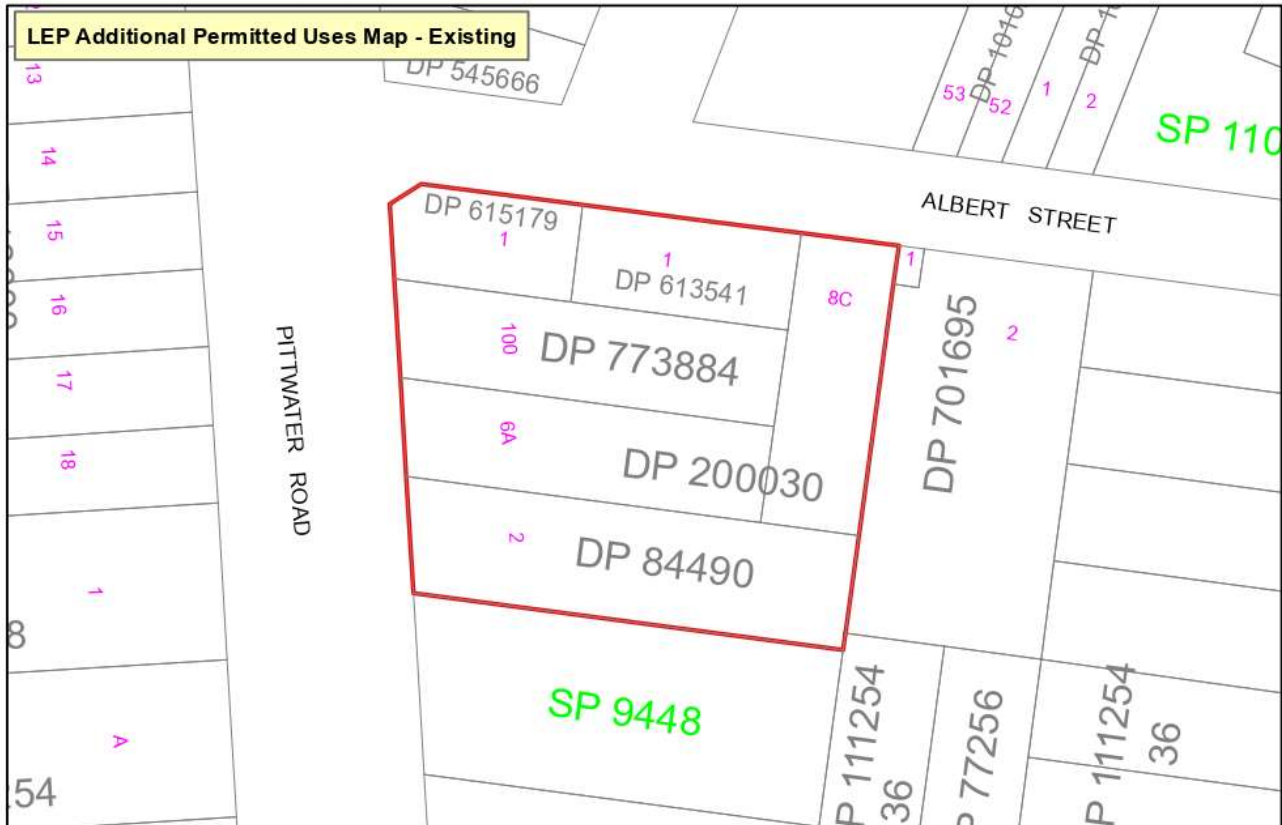 LEP Additional Permitted Uses Map - Existing
DP 545666
13
53
DP 1010
52
1
2
SP 110
14
ALBERT STREET
DP 615179
1
1
DP 613541
1
8C
15
16
100
DP 773884
DP 701695
2
PITTWATER ROAD
17
6A
DP 200030
18
2
DP 84490
1
8
SP 9448
P 111254
36
P 77256
P 111254
36
A
54